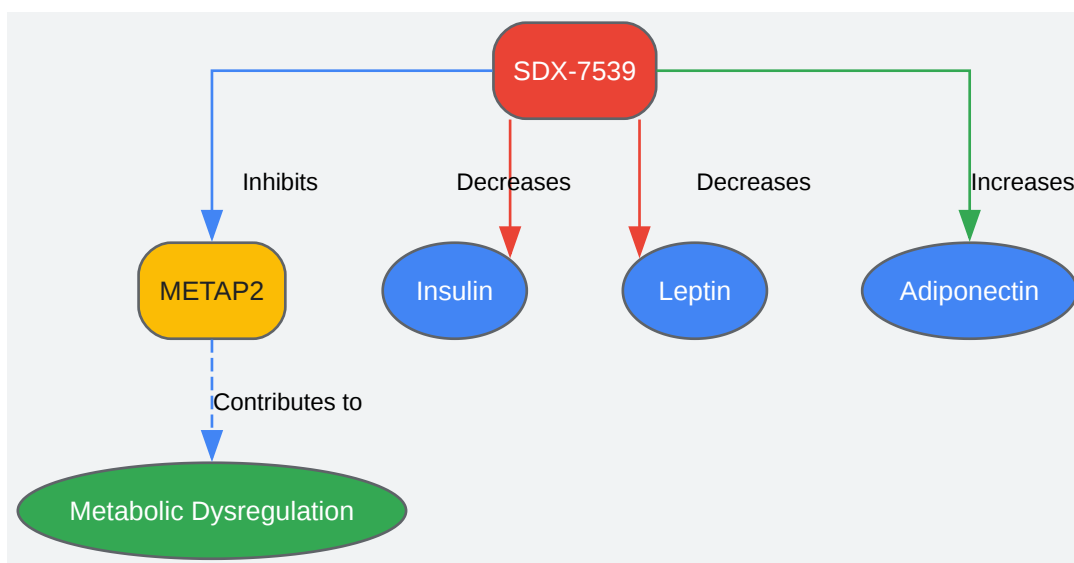 SDX-7539
Inhibits
Decreases
Decreases
Increases
METAP2
Insulin
Leptin
Adiponectin
Contributes to
Metabolic Dysregulation